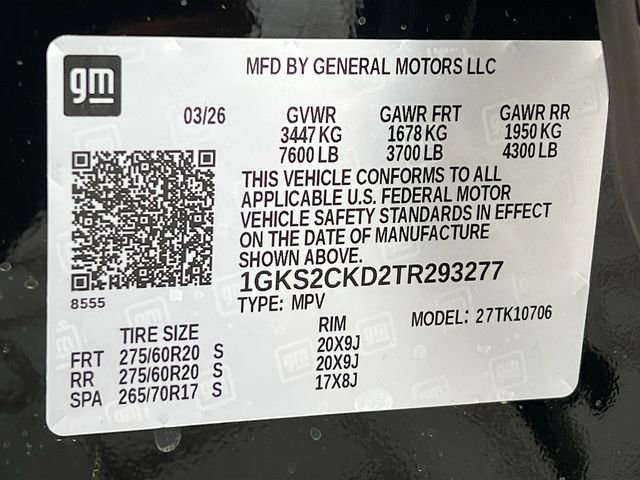 gm
MFD BY GENERAL MOTORS LLC
03/26 GVWR GAWR FRT GAWR RR
3447 KG 1678 KG 1950 KG
7600 LB 3700 LB 4300 LB
THIS VEHICLE CONFORMS TO ALL
APPLICABLE U.S. FEDERAL MOTOR
VEHICLE SAFETY STANDARDS IN EFFECT
ON THE DATE OF MANUFACTURE
SHOWN ABOVE.
8555
1GKS2CKD2TR293277
TYPE: MPV
MODEL: 27TK10706
TIRE SIZE RIM
FRT 275/60R20 S 20X9J
RR 275/60R20 S 20X9J
SPA 265/70R17 S 17X8J